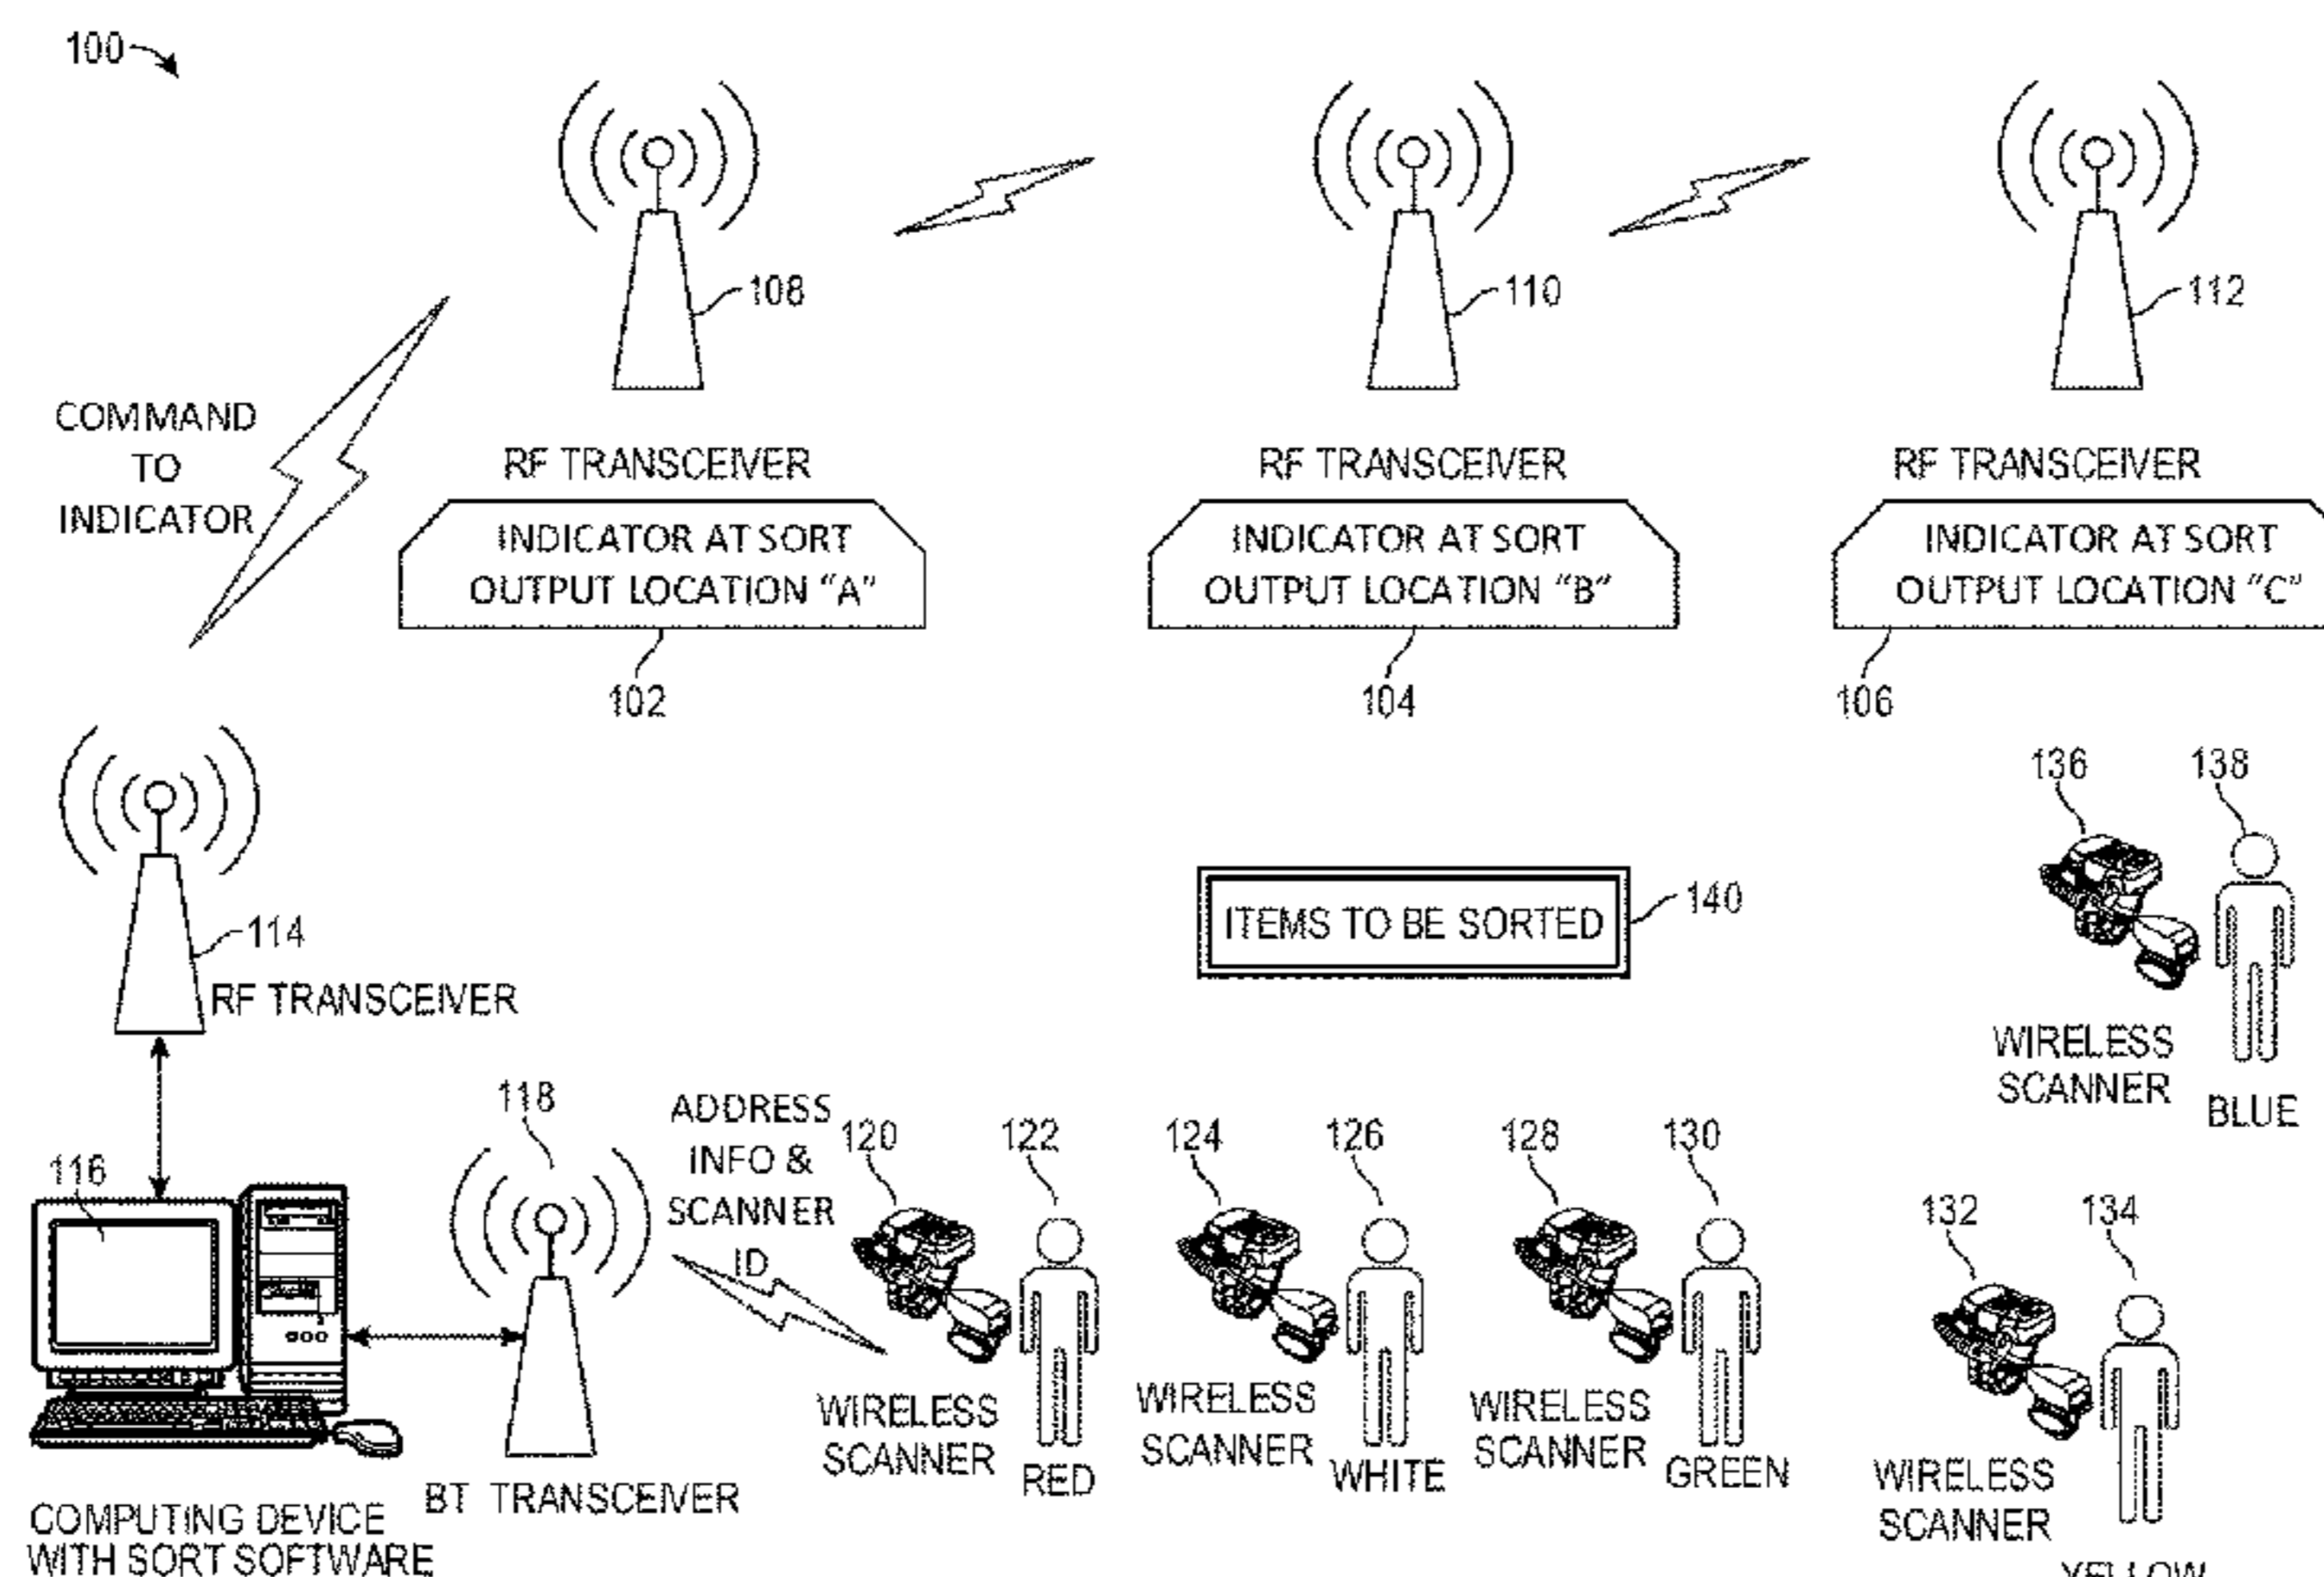 100
108
110
112
COMMAND
TO
INDICATOR
RF TRANSCEIVER
RF TRANSCEIVER
RF TRANSCEIVER
INDICATOR AT SORT
OUTPUT LOCATION "A"
INDICATOR AT SORT
OUTPUT LOCATION "B"
INDICATOR AT SORT
OUTPUT LOCATION "C"
102
104
106
136
138
114
RF TRANSCEIVER
ITEMS TO BE SORTED
140
WIRELESS
SCANNER
BLUE
116
118
ADDRESS
INFO &
SCANNER
ID
120
122
124
126
128
130
132
134
WIRELESS
SCANNER
RED
WIRELESS
SCANNER
WHITE
WIRELESS
SCANNER
GREEN
WIRELESS
SCANNER
YELLOW
BT TRANSCEIVER
COMPUTING DEVICE
WITH SORT SOFTWARE